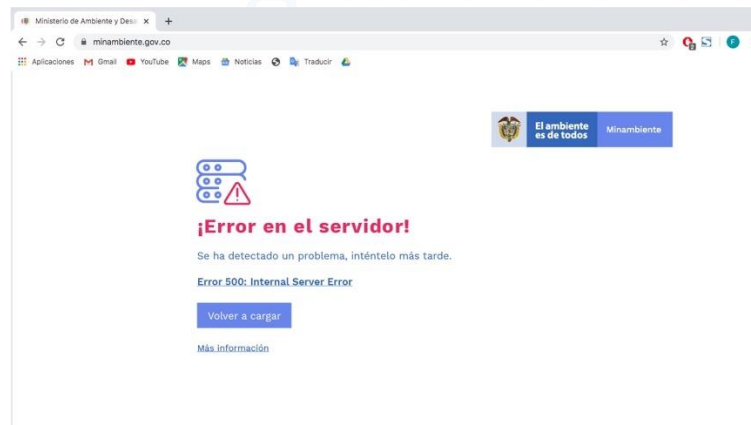 Ministerio de Ambiente y Desa
minambiente.gov.co
Aplicaciones Gmail YouTube Maps Noticias Traducir
El ambiente
es de todos
Minambiente
¡Error en el servidor!
Se ha detectado un problema, inténtelo más tarde.
Error 500: Internal Server Error
Volver a cargar
Más información